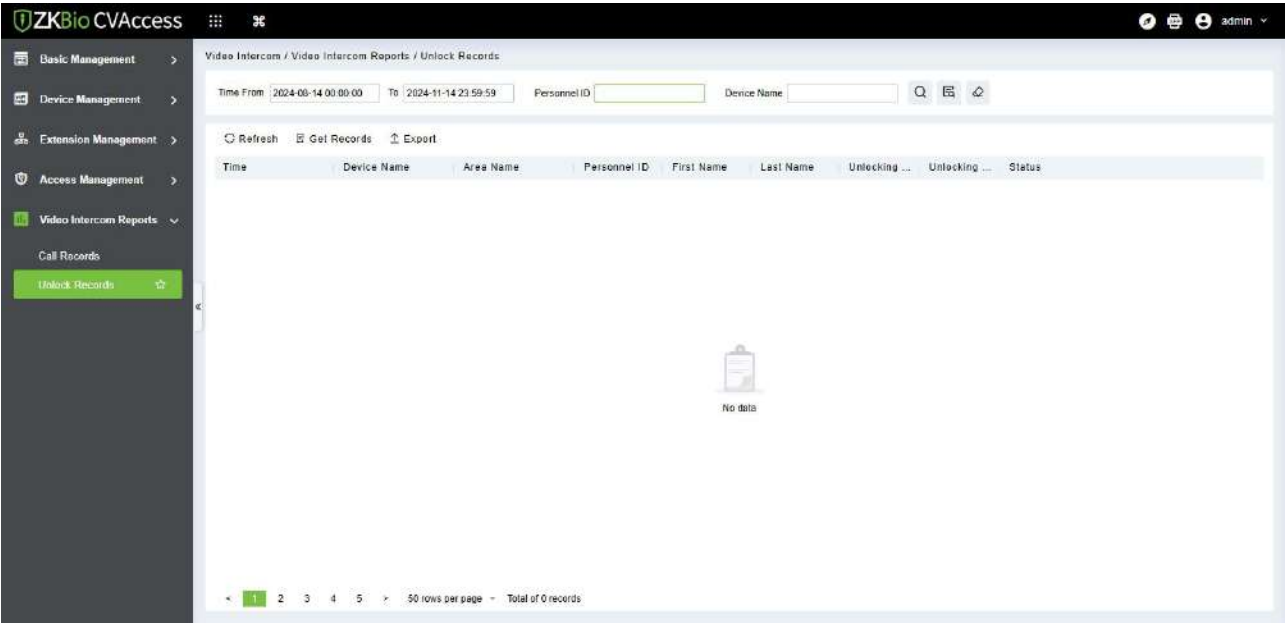 ZKBio CVAccess
admin
Basic Management
Device Management
Extension Management
Access Management
Video Intercom Reports
Call Records
Unlock Records
Video Intercom / Video Intercom Reports / Unlock Records
Time From 2024-08-14 00:00:00 To 2024-11-14 23:59:59 Personnel ID Device Name
Refresh Get Records Export
Time Device Name Area Name Personnel ID First Name Last Name Unlocking ... Unlocking ... Status
No data
< 1 2 3 4 5 > 50 rows per page Total of 0 records